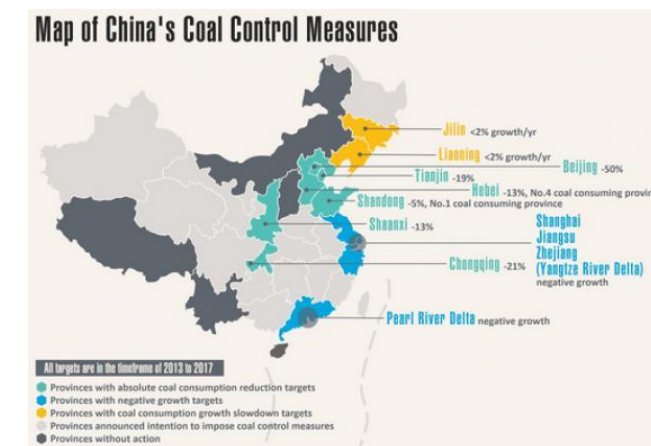 Map of China's Coal Control Measures
Jilin <2% growth/yr
Liaoning <2% growth/yr
Beijing -50%
Tianjin -19%
Hebei -13%, No.4 coal consuming
Shandong -5%, No.1 coal consuming province
Shaanxi -13%
Shanghai
Jiangsu
Zhejiang
(Yangtze River Delta)
negative growth
Chongqing -21%
Pearl River Delta negative growth
All targets are in the timeframe of 2013 to 2017
Provinces with absolute coal consumption reduction targets
Provinces with negative growth targets
Provinces with coal consumption growth slowdown targets
Provinces announced intention to impose coal control measures
Provinces without action